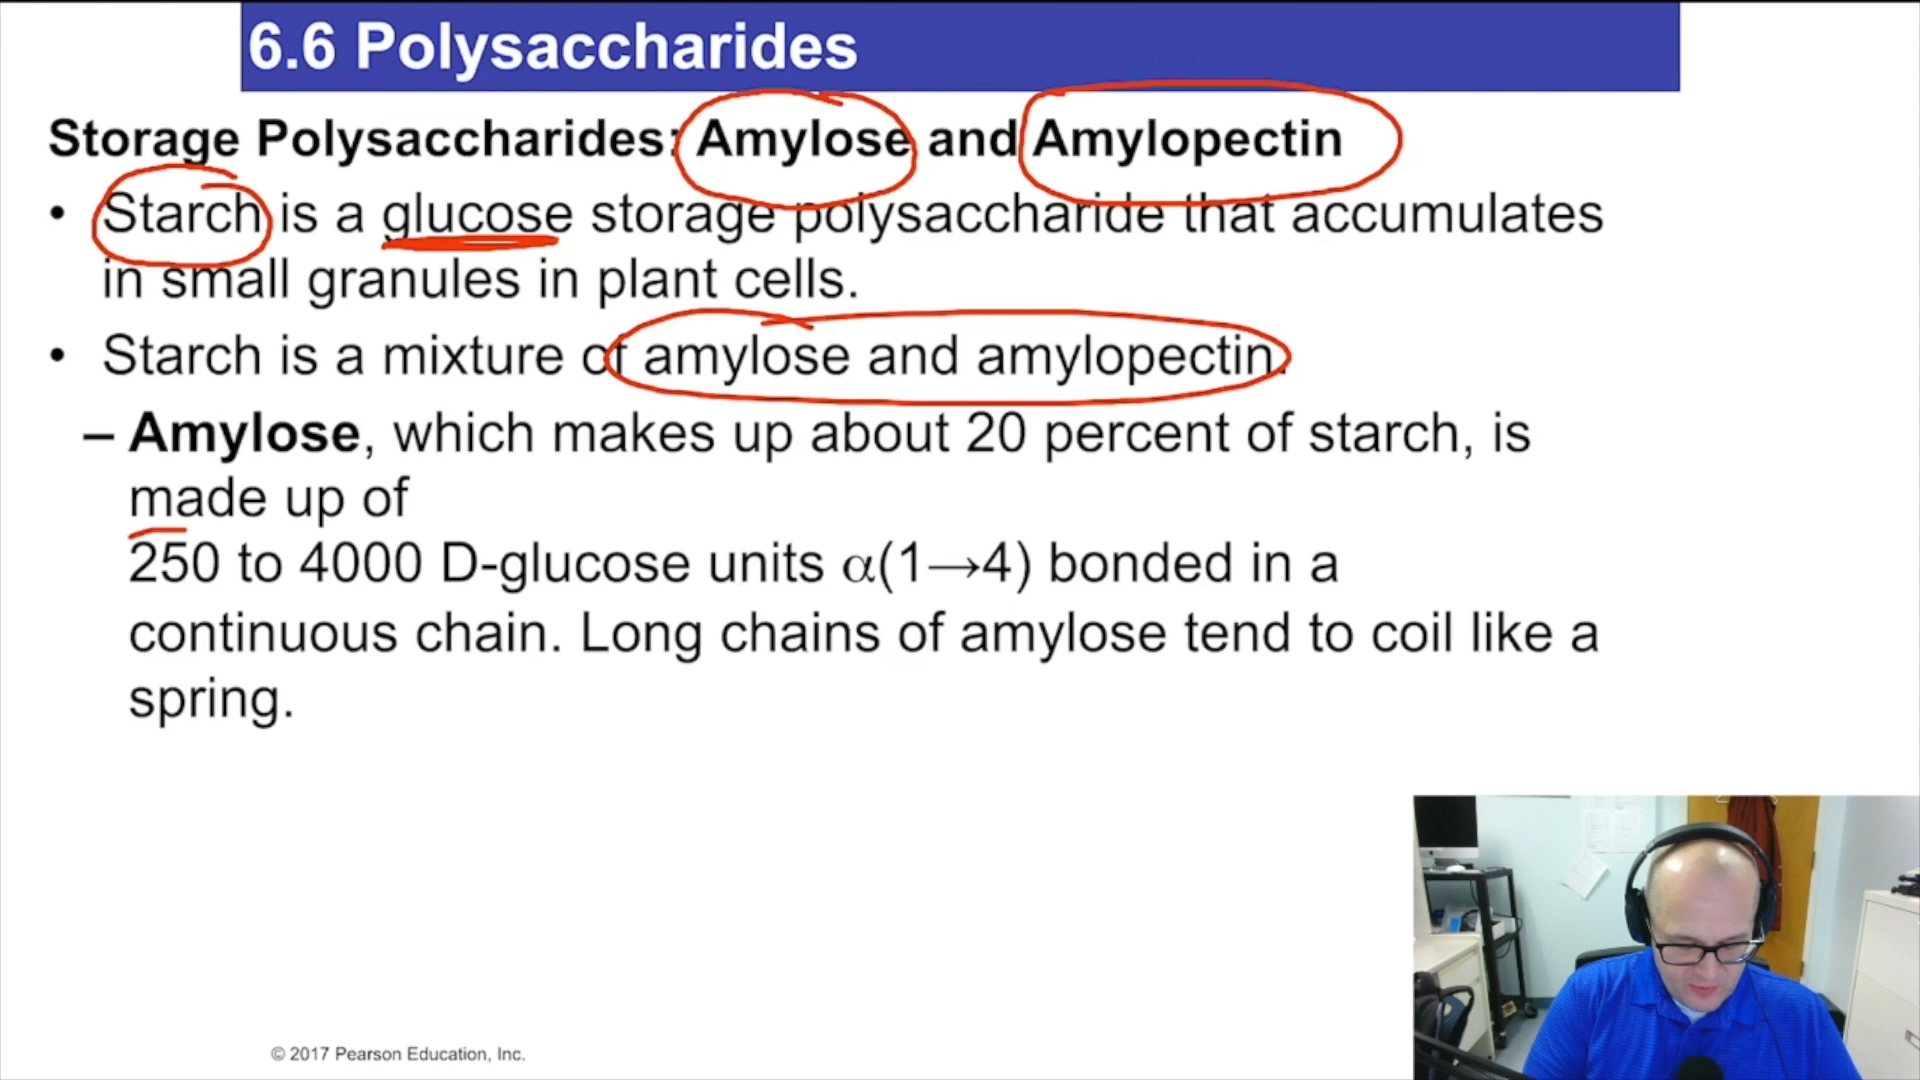 6.6 Polysaccharides
Storage Polysaccharides: Amylose and Amylopectin
• Starch is a glucose storage polysaccharide that accumulates
in small granules in plant cells.
• Starch is a mixture of amylose and amylopectin.
– Amylose, which makes up about 20 percent of starch, is
made up of
250 to 4000 D-glucose units α(1→4) bonded in a
continuous chain. Long chains of amylose tend to coil like a
spring.
© 2017 Pearson Education, Inc.